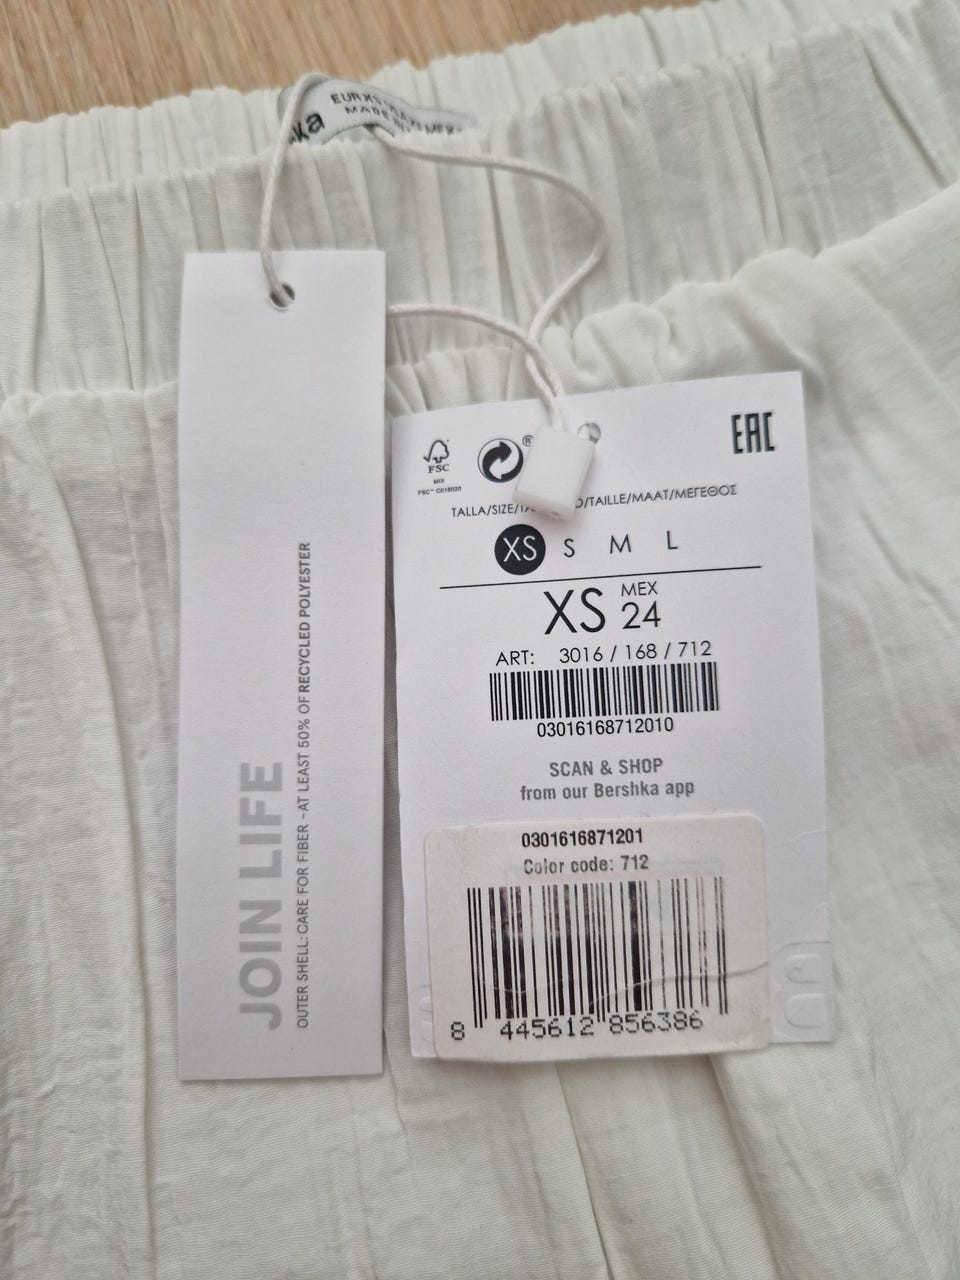 EUR XS
MADE IN
JOIN LIFE
OUTER SHELL: CARE FOR FIBER - AT LEAST 50% OF RECYCLED POLYESTER
FSC
MIX
FSC™ C018020
®
EAC
TALLA/SIZE/ /TAILLE/MAAT/ΜΕΓΕΘΟΣ
XS S M L
XS MEX 24
ART: 3016 / 168 / 712
03016168712010
SCAN & SHOP
from our Bershka app
0301616871201
Color code: 712
8 445612 856386